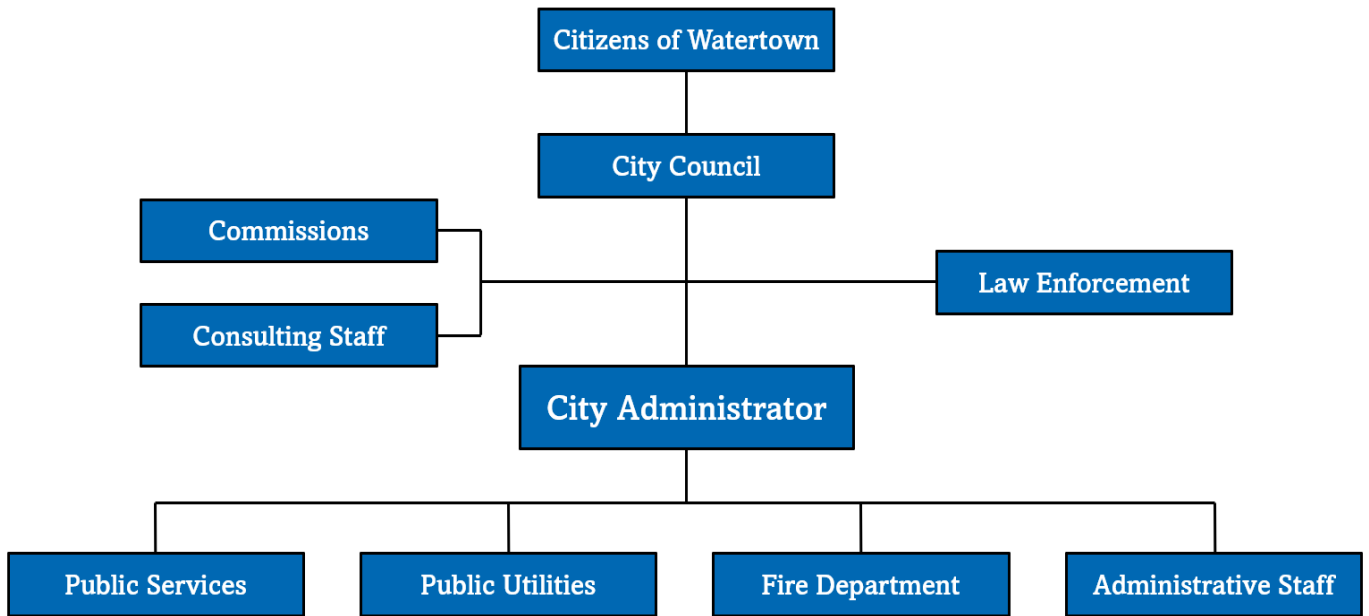 Citizens of Watertown
City Council
Commissions
Law Enforcement
Consulting Staff
City Administrator
Public Services
Public Utilities
Fire Department
Administrative Staff